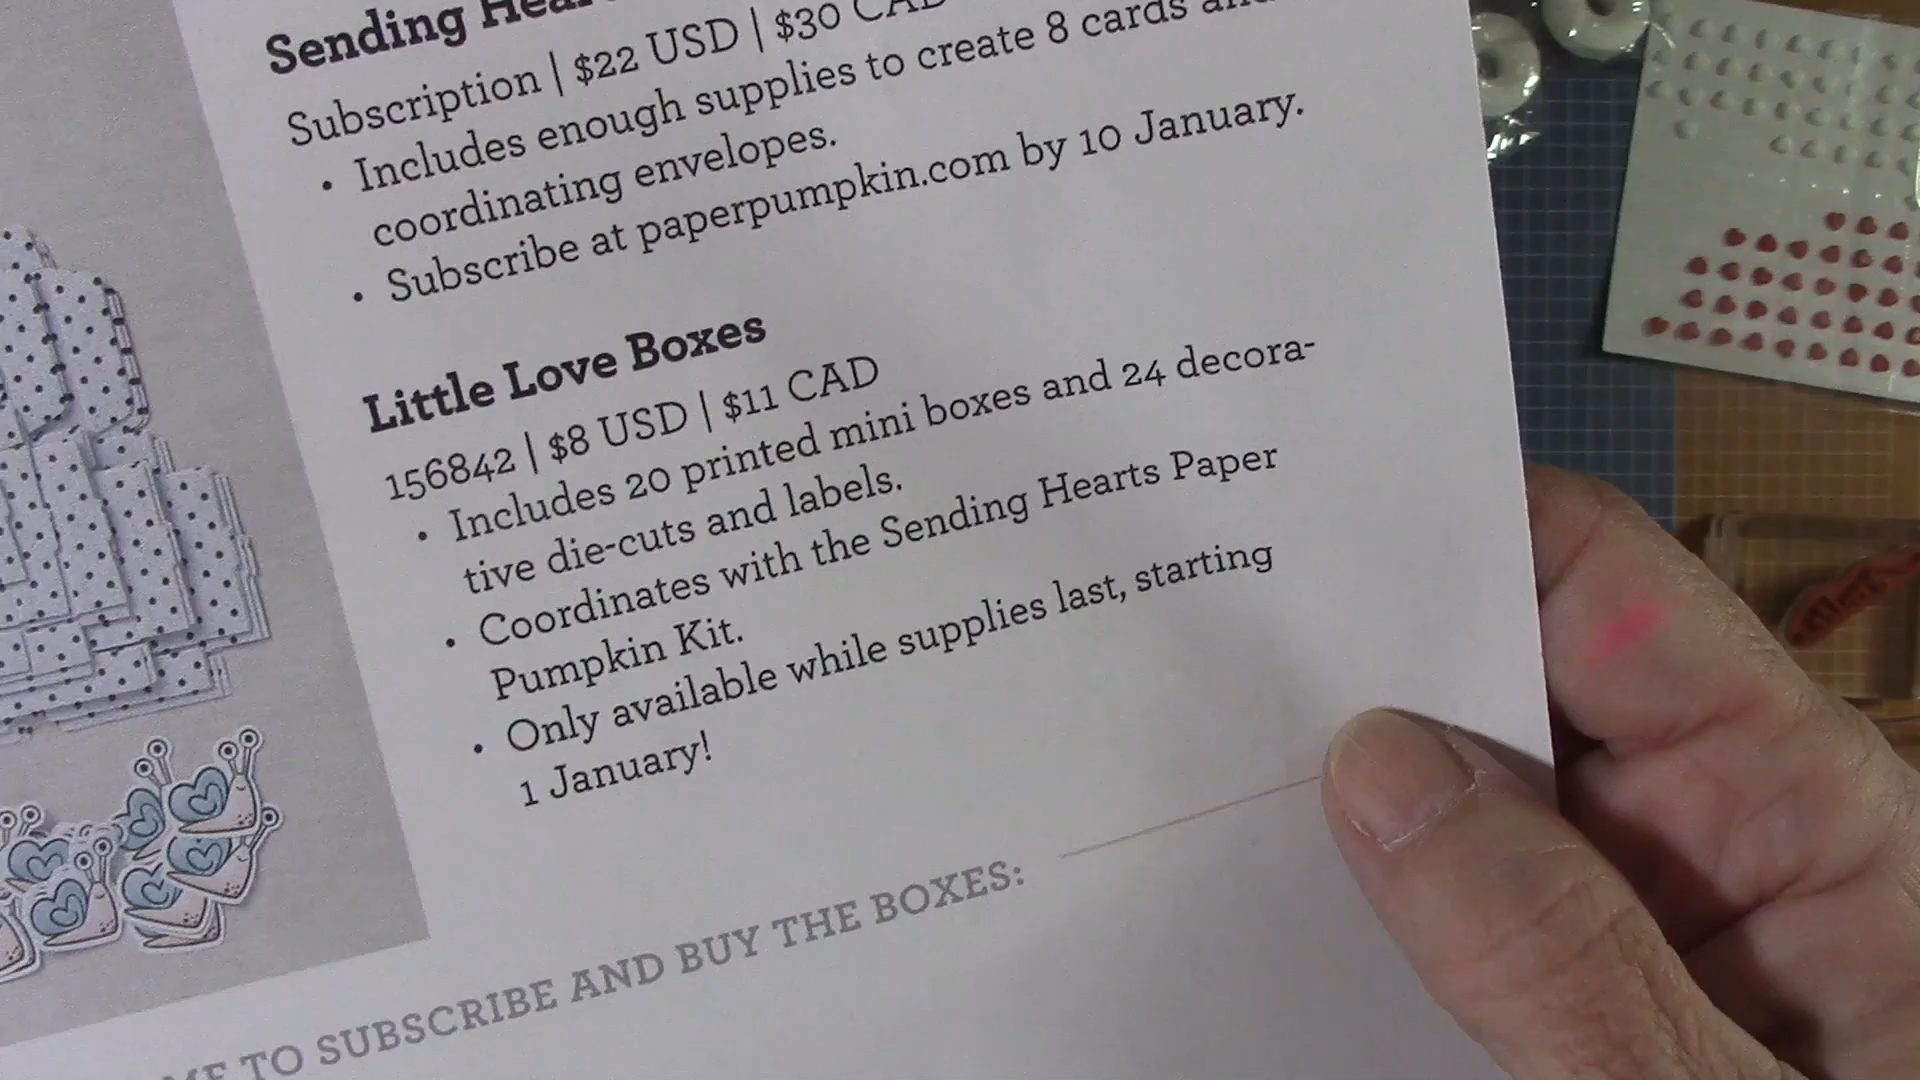 Sending
Subscription | $22 USD | $30 CAD
• Includes enough supplies to create 8 cards and
coordinating envelopes.
• Subscribe at paperpumpkin.com by 10 January.
Little Love Boxes
156842 | $8 USD | $11 CAD
• Includes 20 printed mini boxes and 24 decora-
tive die-cuts and labels.
• Coordinates with the Sending Hearts Paper
Pumpkin Kit.
• Only available while supplies last, starting
1 January!
TO SUBSCRIBE AND BUY THE BOXES: